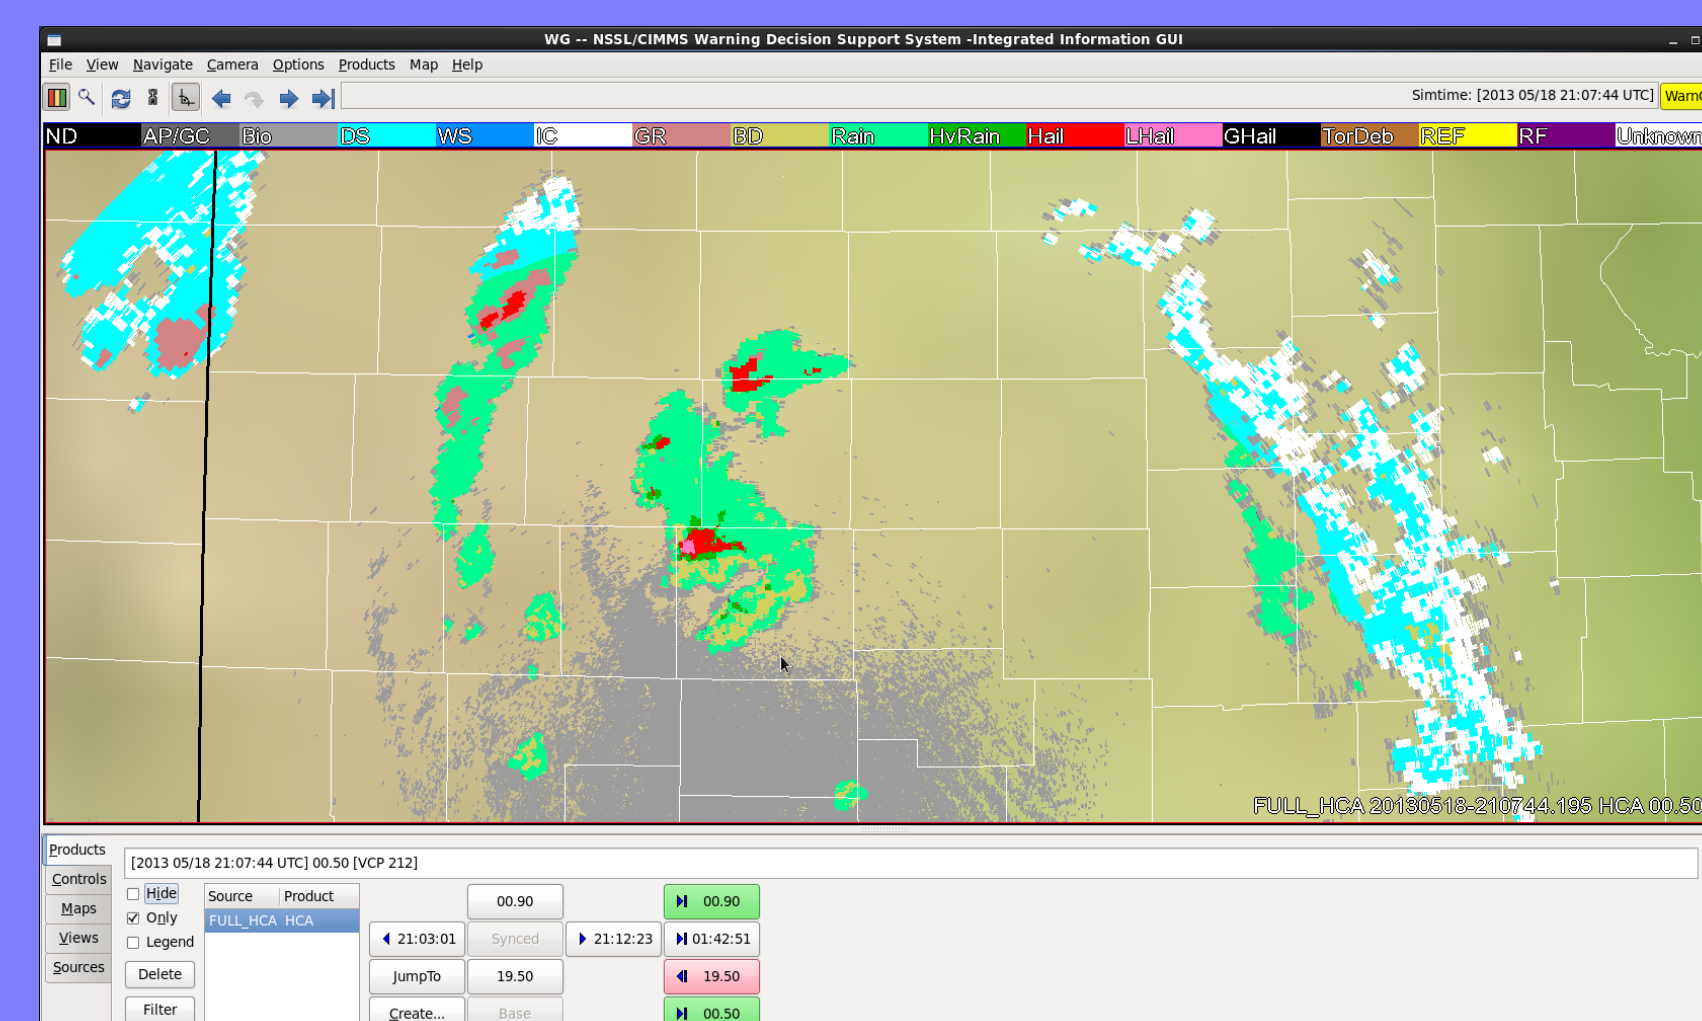 WG -- NSSL/CIMMS Warning Decision Support System -Integrated Information GUI
File View Navigate Camera Options Products Map Help
Simtime: [2013 05/18 21:07:44 UTC]
ND AP/GC Bio DS WS IC GR BD Rain HvRain Hail LHail GHail TorDeb REF RF Unknown
FULL_HCA 20130518-210744.195 HCA 00.50
Products
[2013 05/18 21:07:44 UTC] 00.50 [VCP 212]
Controls
Maps
Views
Sources
Hide
Only
Legend
Delete
Filter
Source Product
FULL_HCA HCA
00.90 00.90
21:03:01 Synced 21:12:23 01:42:51
JumpTo 19.50 19.50
Create... Base 00.50